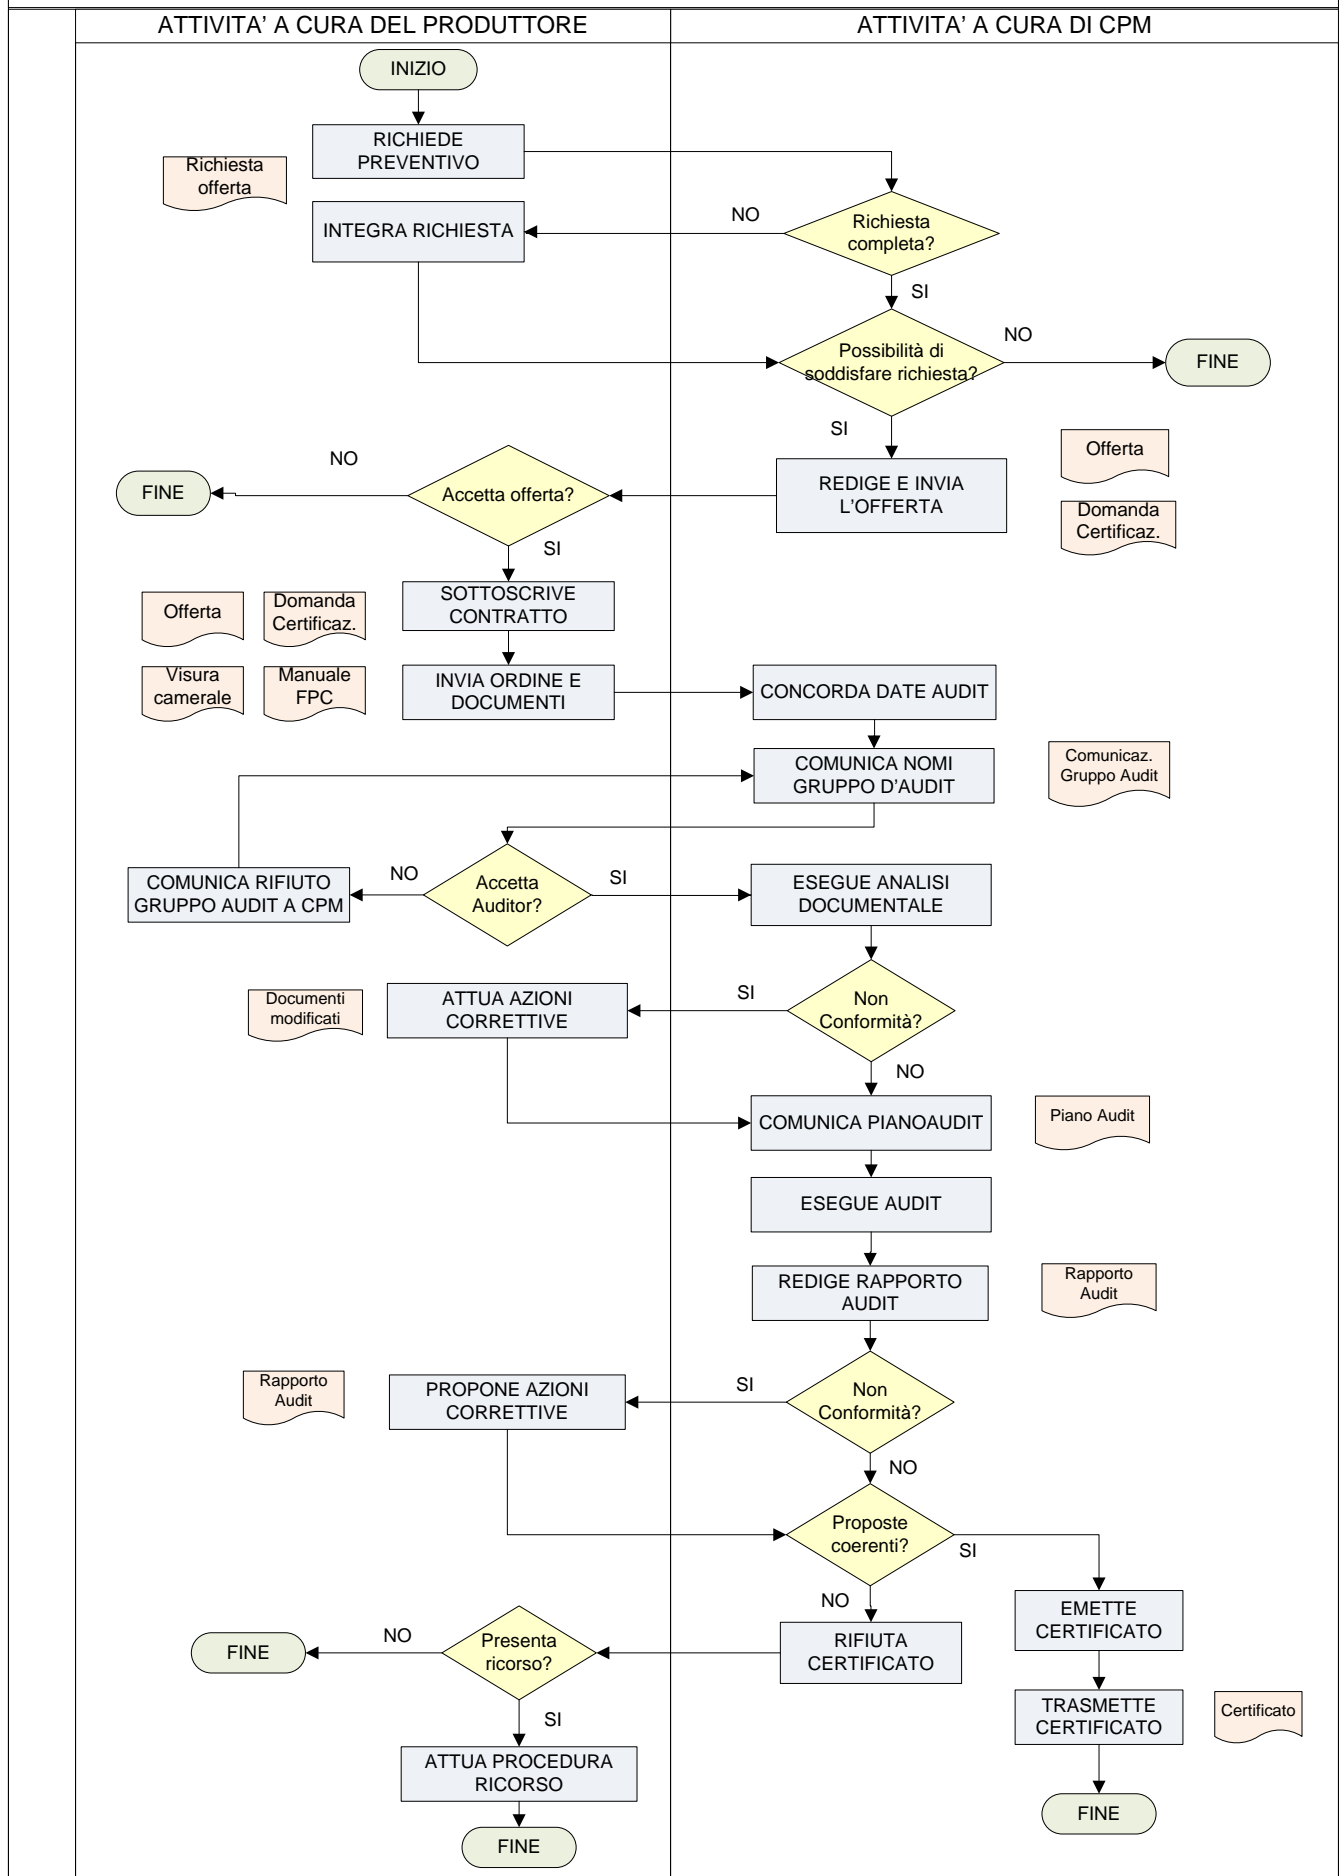 ATTIVITA' A CURA DEL PRODUTTORE
ATTIVITA' A CURA DI CPM
INIZIO
RICHIEDE
PREVENTIVO
Richiesta
offerta
INTEGRA RICHIESTA
NO
Richiesta
completa?
SI
Possibilità di
soddisfare richiesta?
NO
FINE
SI
REDIGE E INVIA
L'OFFERTA
Offerta
Domanda
Certificaz.
Accetta offerta?
NO
FINE
SI
SOTTOSCRIVE
CONTRATTO
Offerta
Domanda
Certificaz.
Visura
camerale
Manuale
FPC
INVIA ORDINE E
DOCUMENTI
CONCORDA DATE AUDIT
COMUNICA NOMI
GRUPPO D'AUDIT
Comunicaz.
Gruppo Audit
COMUNICA RIFIUTO
GRUPPO AUDIT A CPM
NO
Accetta
Auditor?
SI
ESEGUE ANALISI
DOCUMENTALE
Documenti
modificati
ATTUA AZIONI
CORRETTIVE
SI
Non
Conformità?
NO
COMUNICA PIANOAUDIT
Piano Audit
ESEGUE AUDIT
REDIGE RAPPORTO
AUDIT
Rapporto
Audit
Rapporto
Audit
PROPONE AZIONI
CORRETTIVE
SI
Non
Conformità?
NO
Proposte
coerenti?
SI
NO
EMETTE
CERTIFICATO
RIFIUTA
CERTIFICATO
Presenta
ricorso?
NO
FINE
SI
TRASMETTE
CERTIFICATO
Certificato
ATTUA PROCEDURA
RICORSO
FINE
FINE